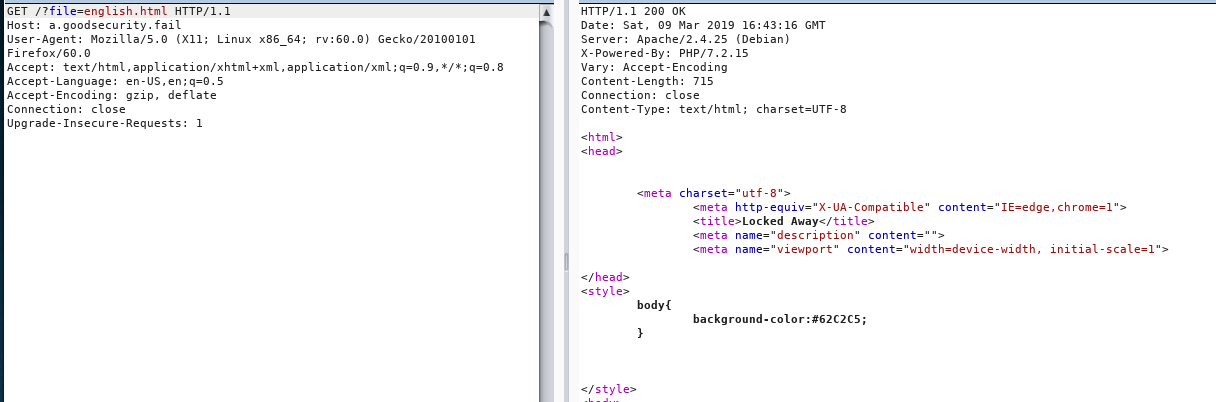 GET /?file=english.html HTTP/1.1
Host: a.goodsecurity.fail
User-Agent: Mozilla/5.0 (X11; Linux x86_64; rv:60.0) Gecko/20100101
Firefox/60.0
Accept: text/html,application/xhtml+xml,application/xml;q=0.9,*/*;q=0.8
Accept-Language: en-US,en;q=0.5
Accept-Encoding: gzip, deflate
Connection: close
Upgrade-Insecure-Requests: 1
HTTP/1.1 200 OK
Date: Sat, 09 Mar 2019 16:43:16 GMT
Server: Apache/2.4.25 (Debian)
X-Powered-By: PHP/7.2.15
Vary: Accept-Encoding
Content-Length: 715
Connection: close
Content-Type: text/html; charset=UTF-8
<html>
<head>
<meta charset="utf-8">
<meta http-equiv="X-UA-Compatible" content="IE=edge,chrome=1">
<title>Locked Away</title>
<meta name="description" content="">
<meta name="viewport" content="width=device-width, initial-scale=1">
</head>
<style>
body{
background-color:#62C2C5;
}
</style>